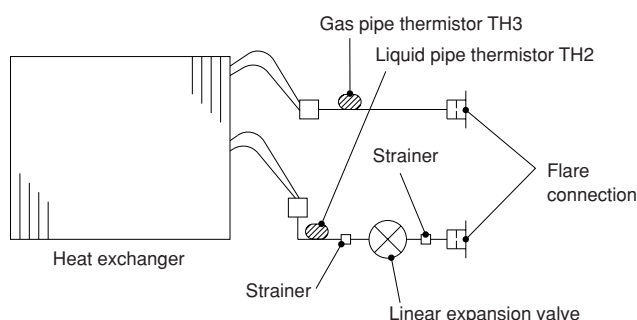 Gas pipe thermistor TH3
Liquid pipe thermistor TH2
Strainer
Flare
connection
Heat exchanger
Strainer
Linear expansion valve